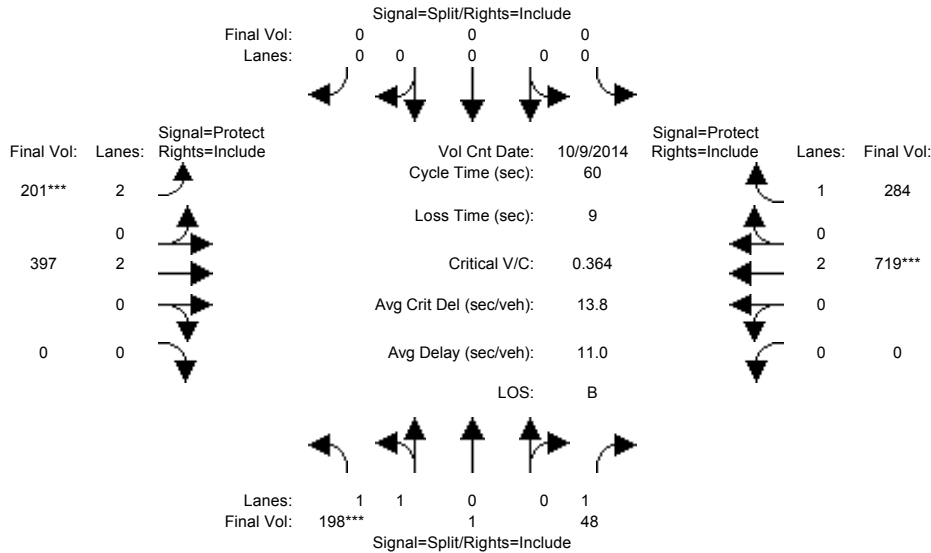 Signal=Split/Rights=Include
Final Vol: 0 0 0
Lanes: 0 0 0 0 0
Signal=Protect Signal=Protect
Final Vol: Lanes: Rights=Include Vol Cnt Date: 10/9/2014 Rights=Include Lanes: Final Vol:
Cycle Time (sec): 60
201*** 2 1 284
Loss Time (sec): 9
0 0
397 2 Critical V/C: 0.364 2 719***
0 Avg Crit Del (sec/veh): 13.8 0
0 0 Avg Delay (sec/veh): 11.0 0 0
LOS: B
Lanes: 1 1 0 0 1
Final Vol: 198*** 1 48
Signal=Split/Rights=Include